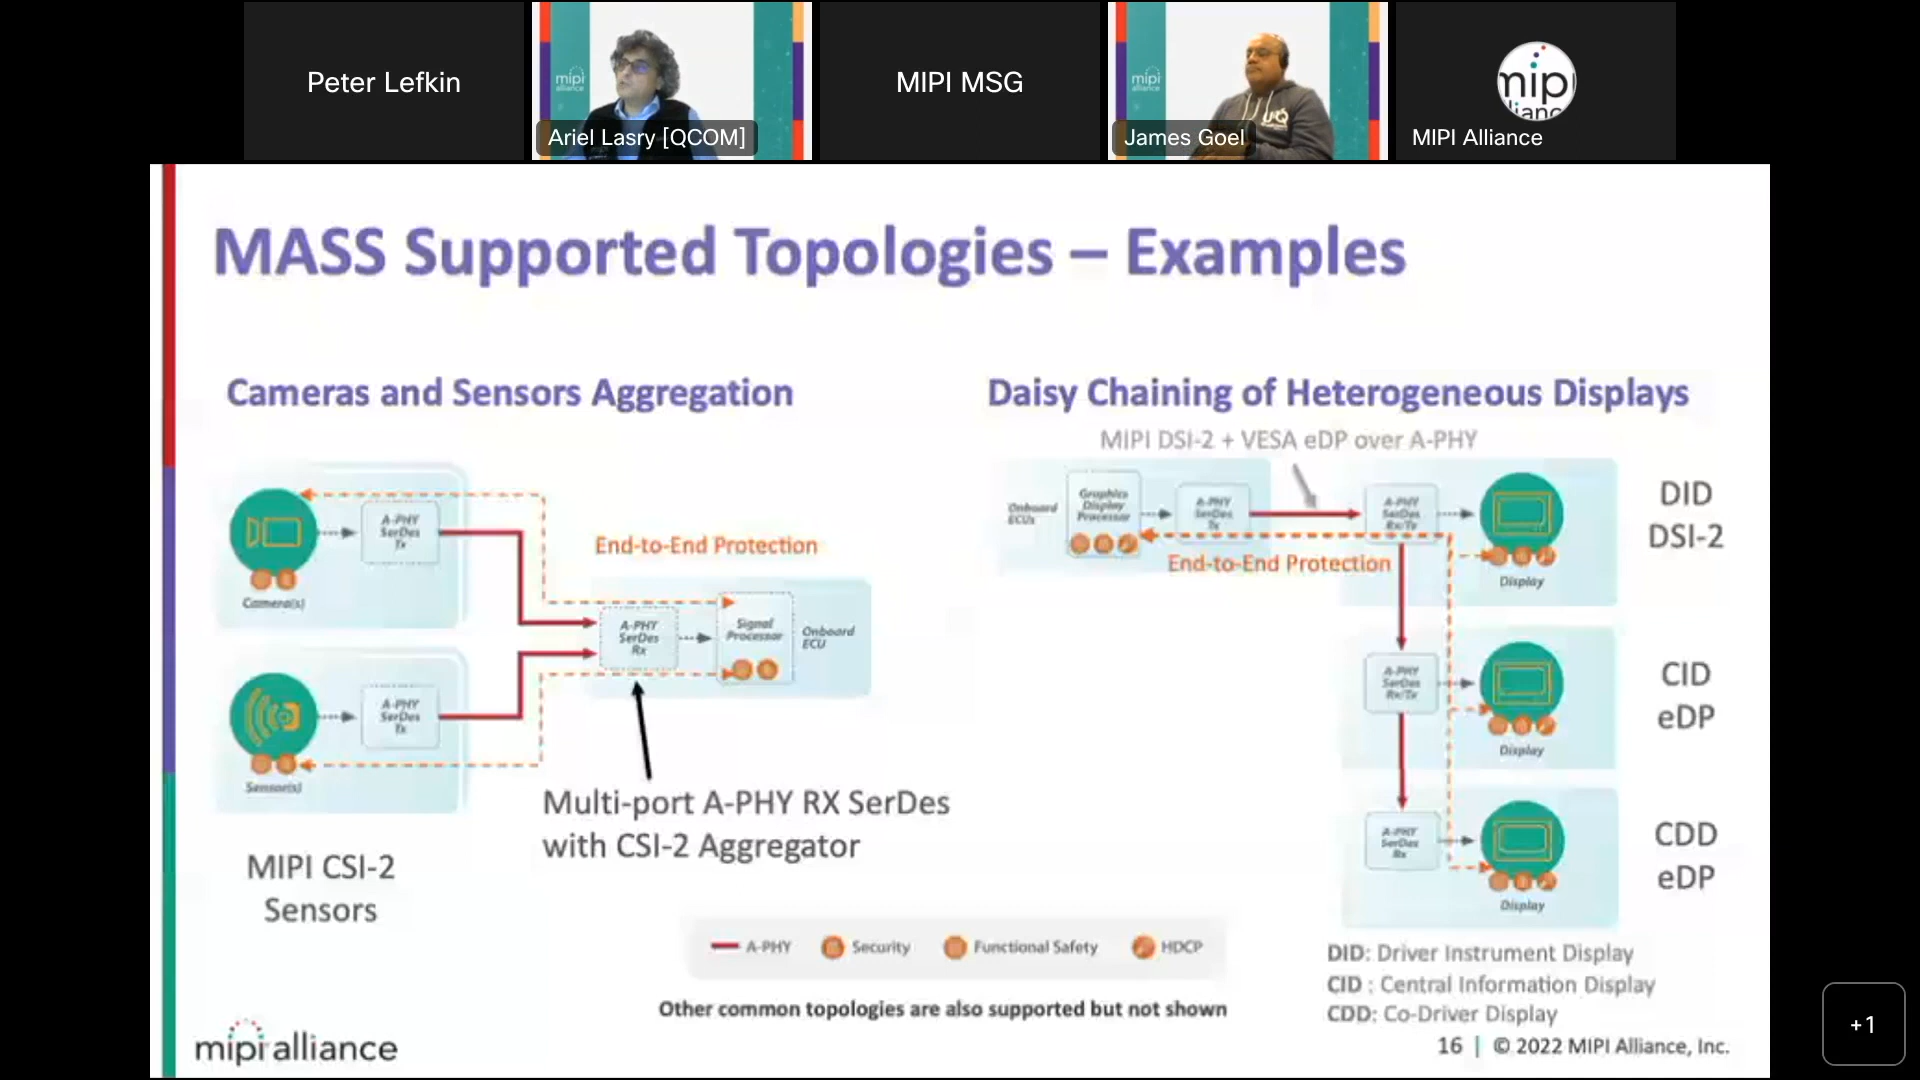 Peter Lefkin
mipi
alliance
Ariel Lasry [QCOM]
MIPI MSG
mipi
alliance
James Goel
mipi
MIPI Alliance
MASS Supported Topologies – Examples
Cameras and Sensors Aggregation
A-PHY
SerDes
Tx
Camera(s)
End-to-End Protection
A-PHY
SerDes
Rx
Signal
Processor
Onboard
ECU
A-PHY
SerDes
Tx
Sensor(s)
Multi-port A-PHY RX SerDes
with CSI-2 Aggregator
MIPI CSI-2
Sensors
Daisy Chaining of Heterogeneous Displays
MIPI DSI-2 + VESA eDP over A-PHY
Onboard
ECUs
Graphics
Display
Processor
A-PHY
SerDes
Tx
A-PHY
SerDes
Rx/Tx
End-to-End Protection
Display
DID
DSI-2
A-PHY
SerDes
Rx/Tx
Display
CID
eDP
A-PHY
SerDes
Rx
Display
CDD
eDP
A-PHY
Security
Functional Safety
HDCP
Other common topologies are also supported but not shown
DID: Driver Instrument Display
CID : Central Information Display
CDD: Co-Driver Display
mipi alliance
16 | © 2022 MIPI Alliance, Inc.
+1